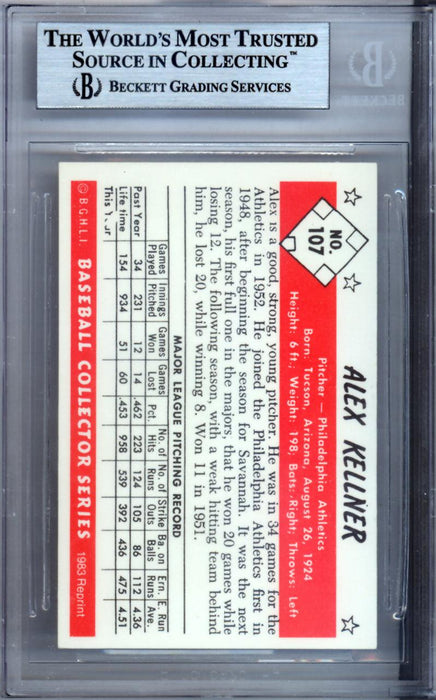 THE WORLD'S MOST TRUSTED
SOURCE IN COLLECTING™
B BECKETT GRADING SERVICES
BECKETT
NO.
107
ALEX KELLNER
Pitcher — Philadelphia Athletics
Born: Tucson, Arizona, August 26, 1924
Height: 6 ft.; Weight: 198, Bats: Right; Throws: Left
Alex is a good, strong, young pitcher. He was in 34 games for the
Athletics in 1952. He joined the Philadelphia Athletics first in
1948, after beginning the season for Savannah. It was the next
season, his first full one in the majors, that he won 20 games while
losing 12. The following season, with a weak hitting team behind
him, he lost 20, while winning 8. Won 11 in 1951.
MAJOR LEAGUE PITCHING RECORD
Games Innings Games No. of No. of Strike Ba. on Ern. E. Run
Played Pitched Won Lost Pct. Hits Runs Outs Balls Runs Ave.
Past Year 34 231 12 14 .462 223 124 105 86 112 4.36
Life time 154 934 51 60 .453 958 539 392 436 475 4.51
This
© B G H L I BASEBALL COLLECTOR SERIES 1983 Reprint